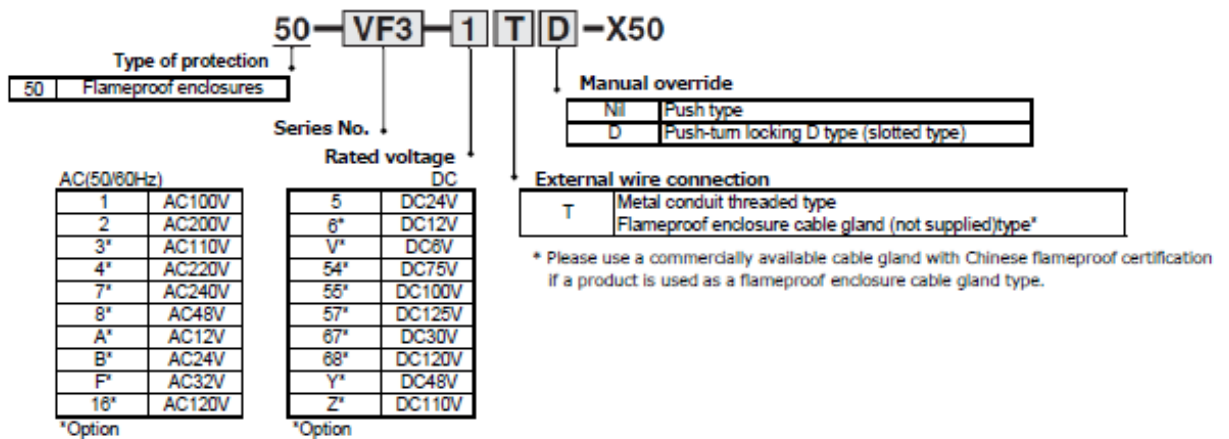 50-VF3-1TD-X50
Type of protection
50 Flameproof enclosures
Manual override
Nil Push type
D Push-turn locking D type (slotted type)
Series No.
Rated voltage
AC(50/60Hz)
1 AC100V
2 AC200V
3* AC110V
4* AC220V
7* AC240V
8* AC48V
A* AC12V
B* AC24V
F* AC32V
16* AC120V
*Option
DC
5 DC24V
6* DC12V
V* DC6V
54* DC75V
55* DC100V
57* DC125V
67* DC30V
68* DC120V
Y* DC48V
Z* DC110V
*Option
External wire connection
T Metal conduit threaded type
Flameproof enclosure cable gland (not supplied)type*
* Please use a commercially available cable gland with Chinese flameproof certification
if a product is used as a flameproof enclosure cable gland type.